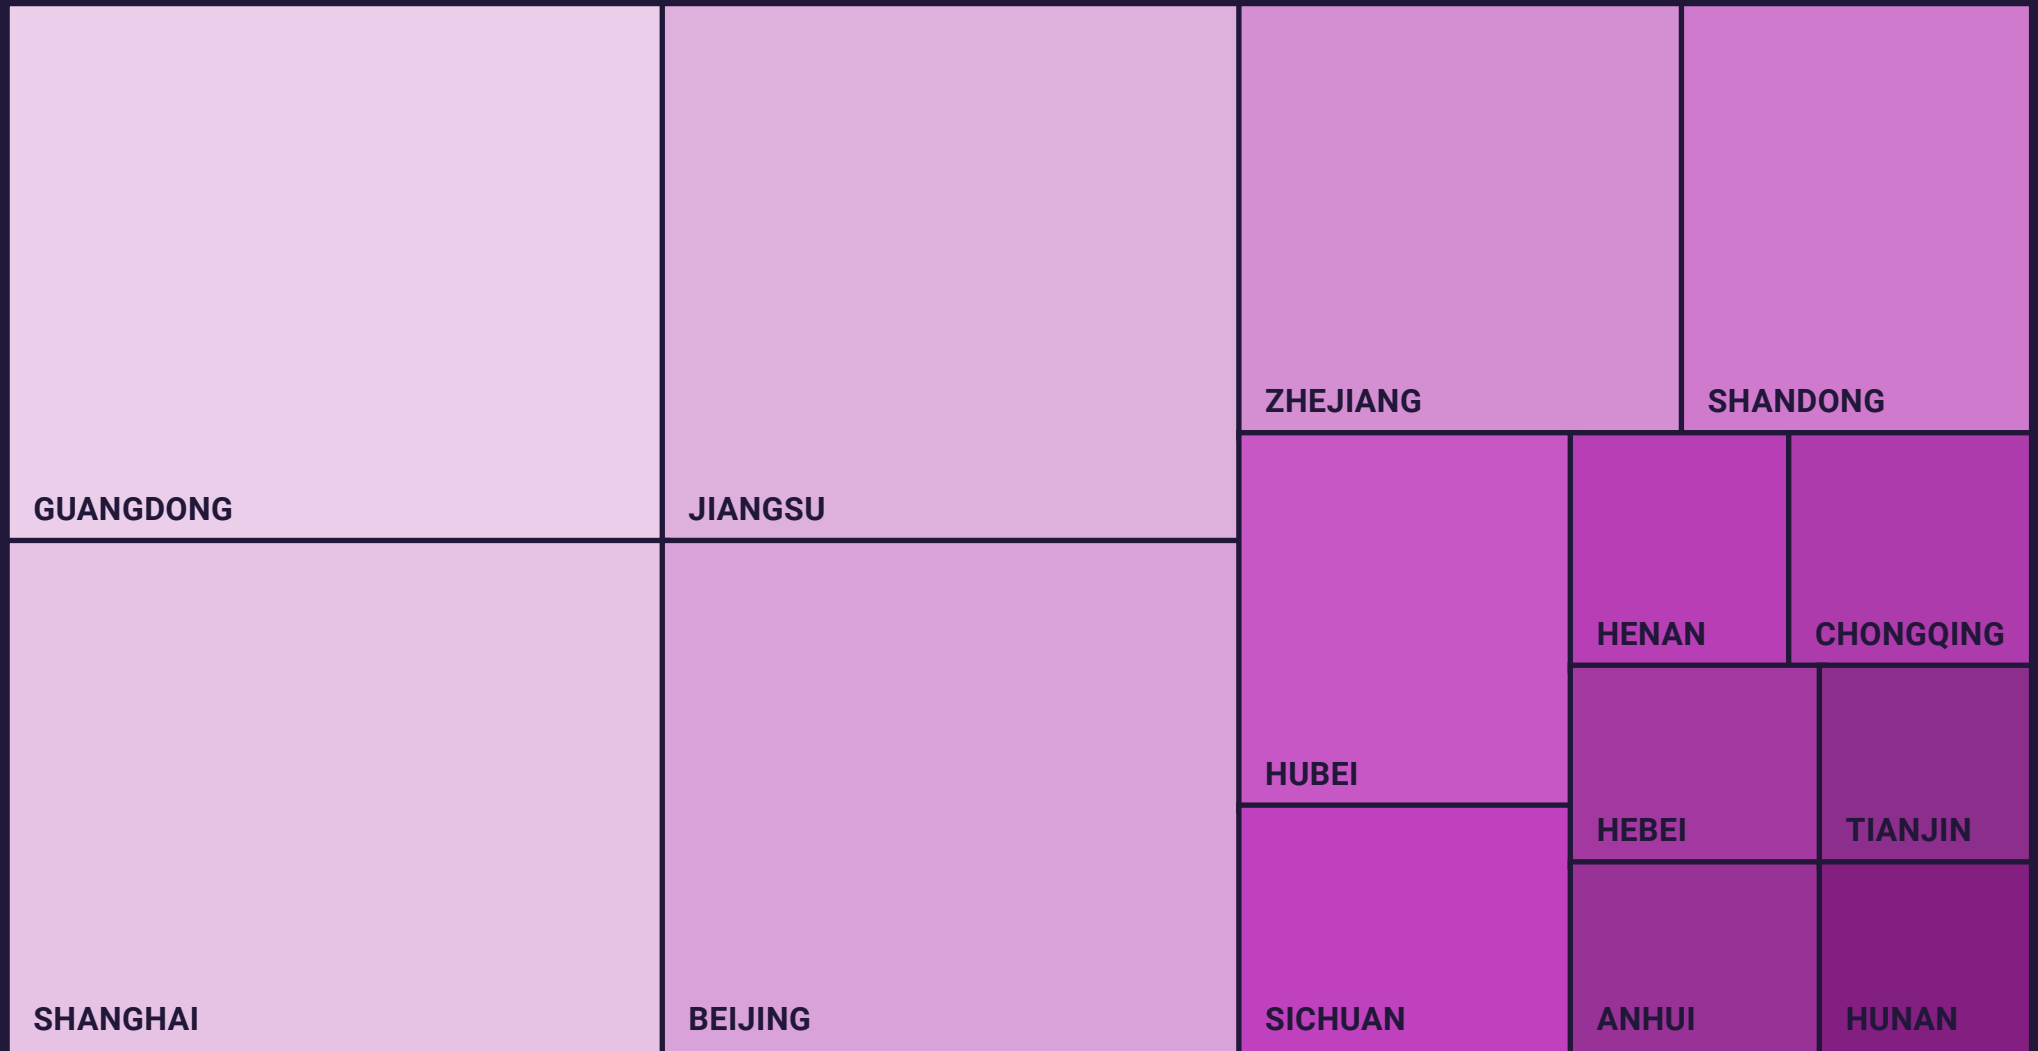 ZHEJIANG
SHANDONG
GUANGDONG
JIANGSU
HENAN
CHONGQING
HUBEI
HEBEI
TIANJIN
SHANGHAI
BEIJING
SICHUAN
ANHUI
HUNAN